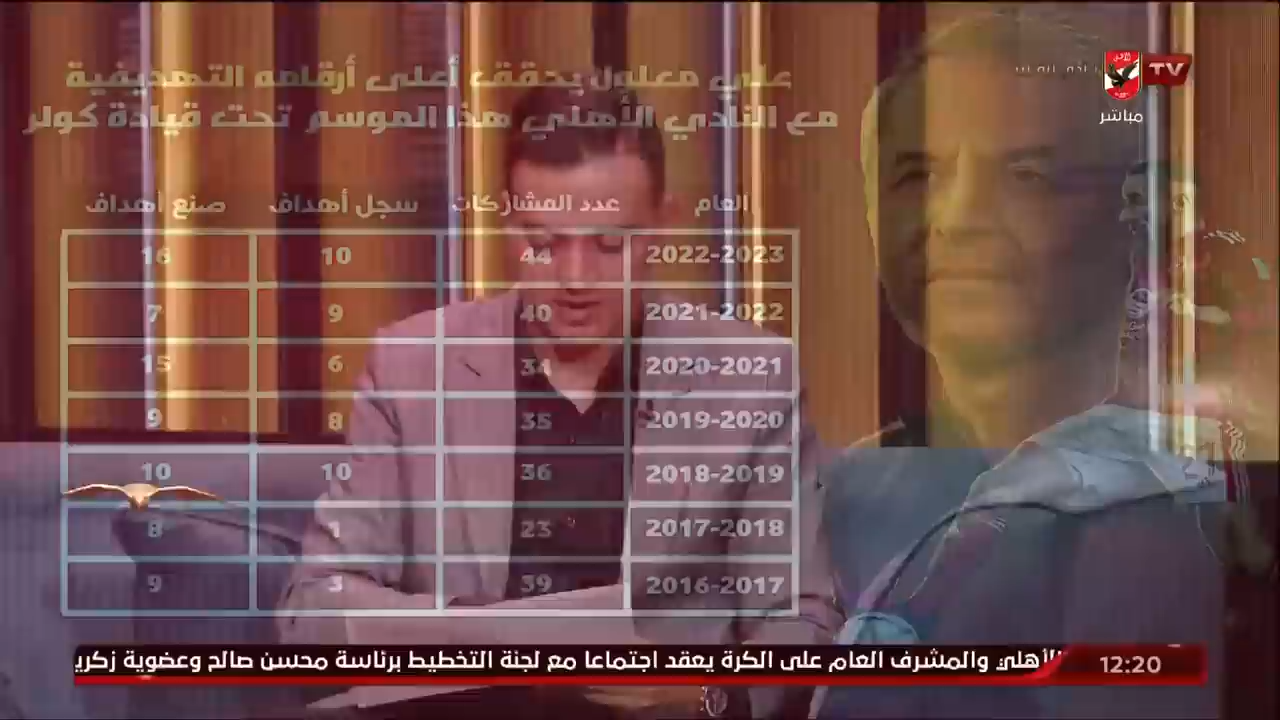 علي معلول يحقق أعلى أرقامه التهديفية
مع النادي الأهلي هذا الموسم تحت قيادة كولر
TV
مباشر
العام عدد المشاركات سجل أهداف صنع أهداف
2022-2023 44 10 16
2021-2022 40 9 7
2020-2021 34 6 15
2019-2020 35 8 9
2018-2019 36 10 10
2017-2018 23 1 8
2016-2017 39 3 9
الأهلي والمشرف العام على الكرة يعقد اجتماعا مع لجنة التخطيط برئاسة محسن صالح وعضوية زكري
12:20